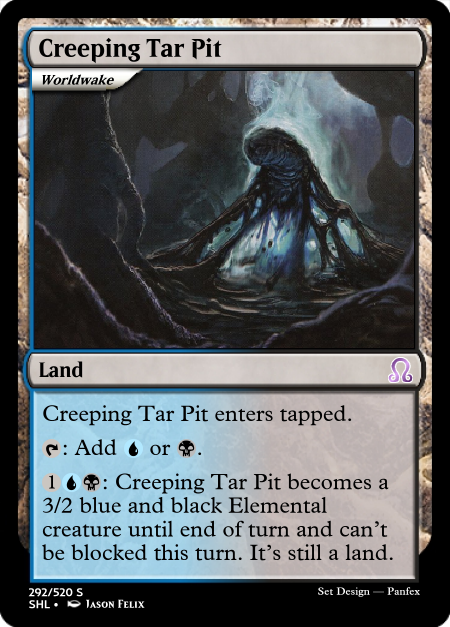 Creeping Tar Pit
Worldwake
Land
Creeping Tar Pit enters tapped.
: Add or .
1 : Creeping Tar Pit becomes a
3/2 blue and black Elemental
creature until end of turn and can't
be blocked this turn. It's still a land.
292/520 S
SHL • Jason Felix
Set Design — Panfex